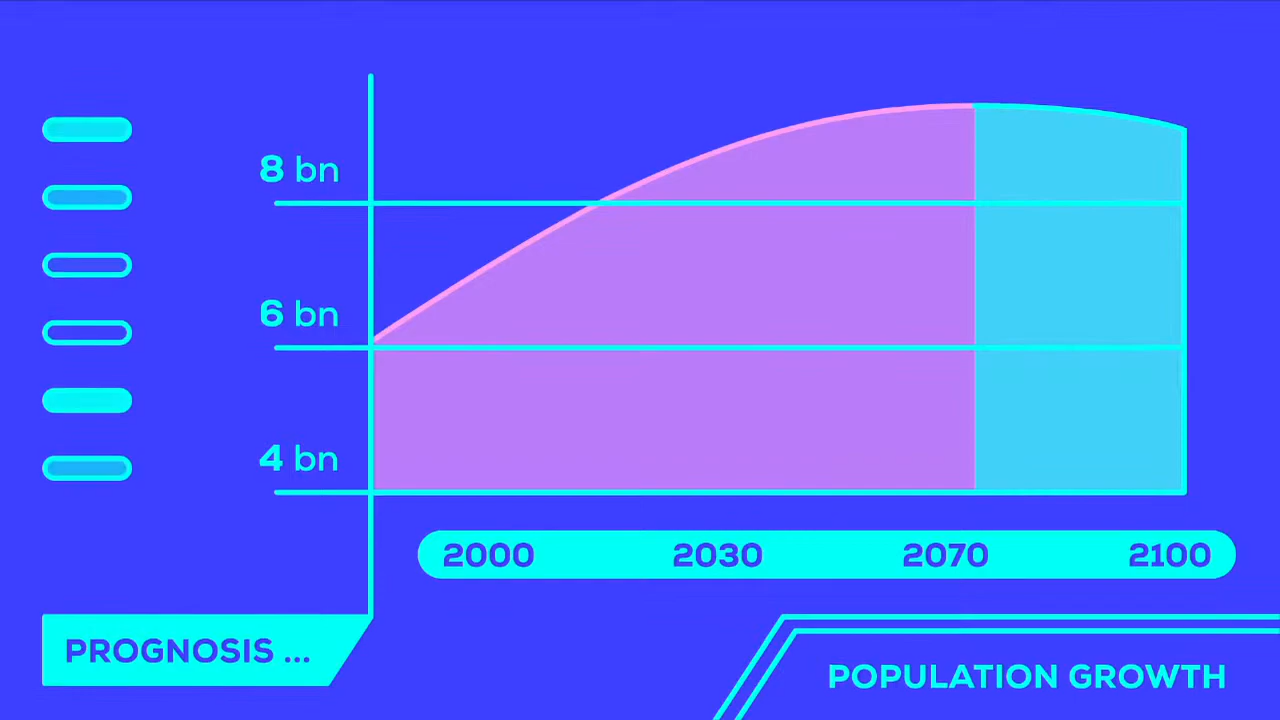 8 bn
6 bn
4 bn
2000 2030 2070 2100
PROGNOSIS ...
POPULATION GROWTH